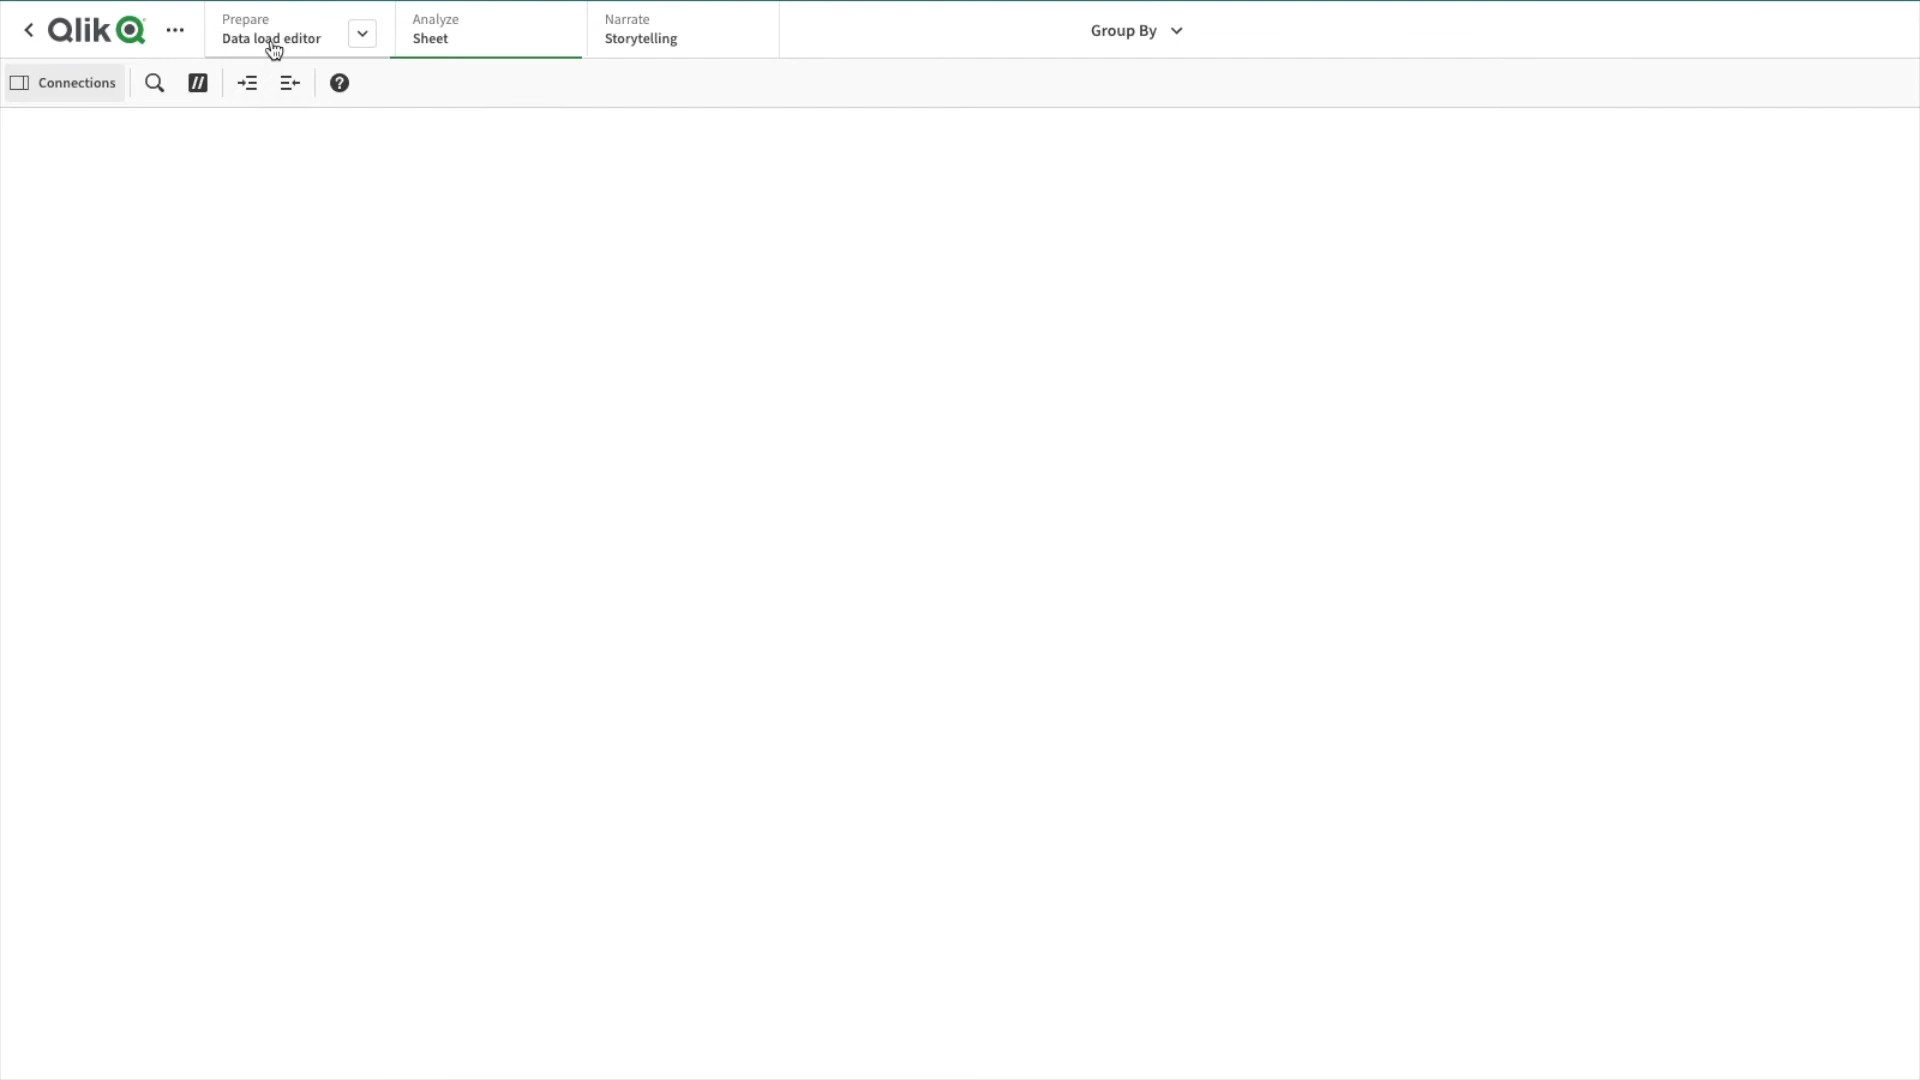 Qlik
Prepare
Data load editor
Analyze
Sheet
Narrate
Storytelling
Group By
Connections